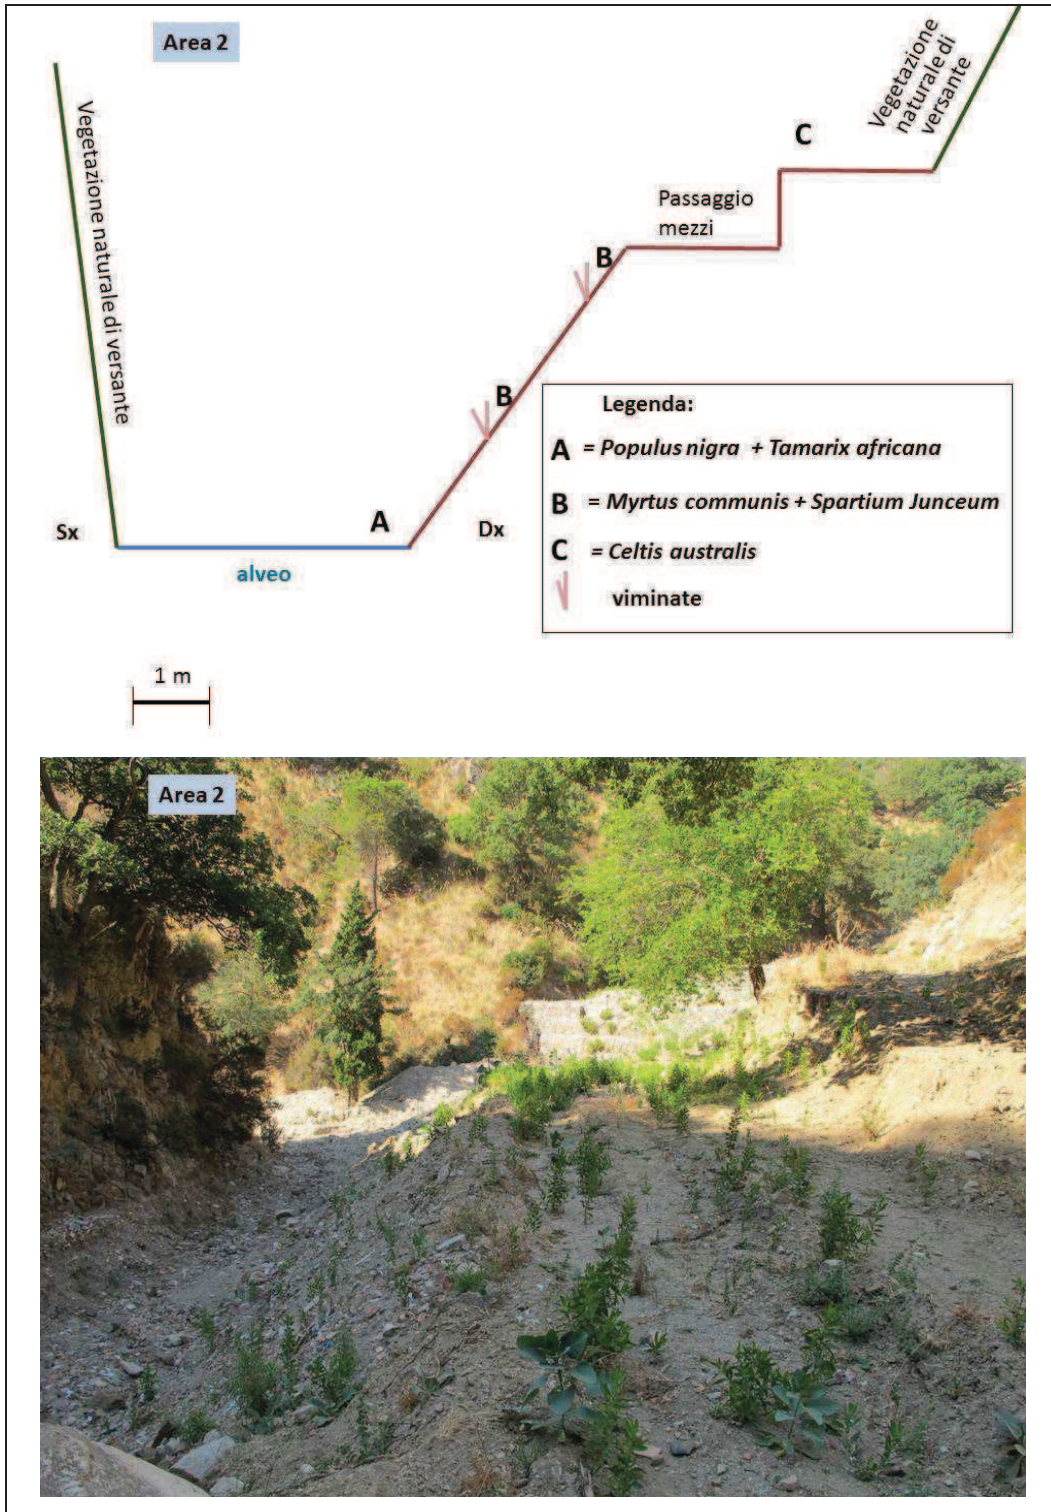 Area 2
Vegetazione naturale di versante
Vegetazione
naturale di
versante
C
Passaggio
mezzi
B
B
A
Sx
Dx
alveo
Legenda:
A = Populus nigra + Tamarix africana
B = Myrtus communis + Spartium Junceum
C = Celtis australis
viminate
1 m
Area 2